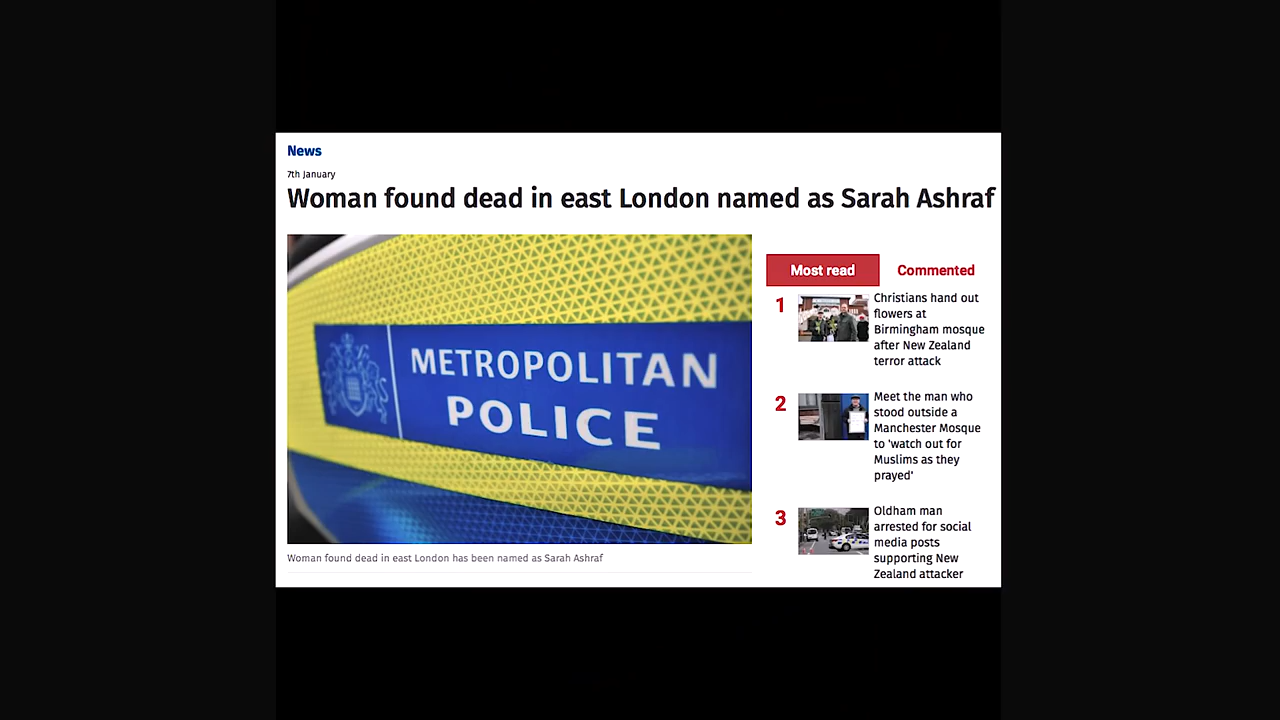 News
7th January
Woman found dead in east London named as Sarah Ashraf
METROPOLITAN
POLICE
Woman found dead in east London has been named as Sarah Ashraf
Most read
Commented
1
Christians hand out
flowers at
Birmingham mosque
after New Zealand
terror attack
2
Meet the man who
stood outside a
Manchester Mosque
to 'watch out for
Muslims as they
prayed'
3
Oldham man
arrested for social
media posts
supporting New
Zealand attacker